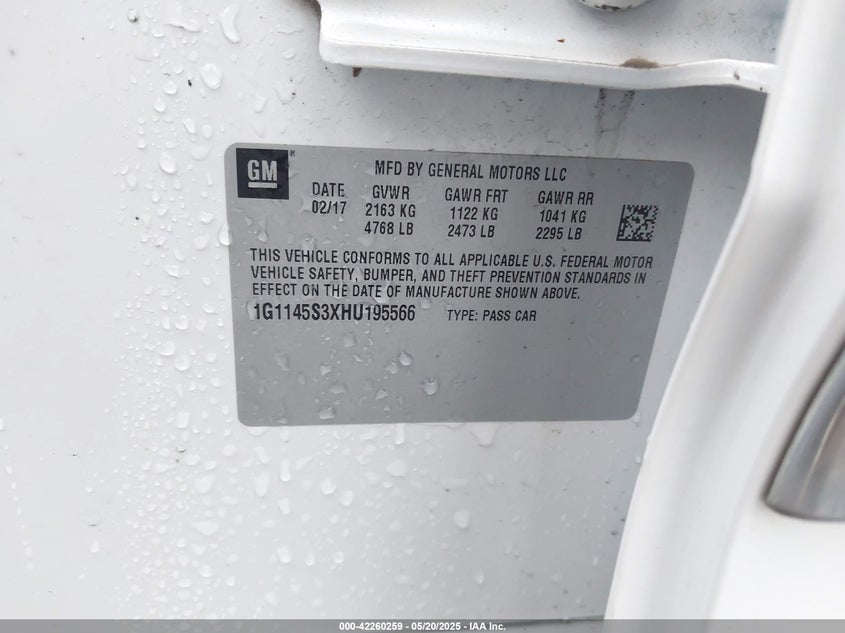 GM®
MFD BY GENERAL MOTORS LLC
DATE GVWR GAWR FRT GAWR RR
02/17 2163 KG 1122 KG 1041 KG
4768 LB 2473 LB 2295 LB
THIS VEHICLE CONFORMS TO ALL APPLICABLE U.S. FEDERAL MOTOR
VEHICLE SAFETY, BUMPER, AND THEFT PREVENTION STANDARDS IN
EFFECT ON THE DATE OF MANUFACTURE SHOWN ABOVE.
1G1145S3XHU195566 TYPE: PASS CAR
000-42260259 - 05/20/2025 - IAA Inc.